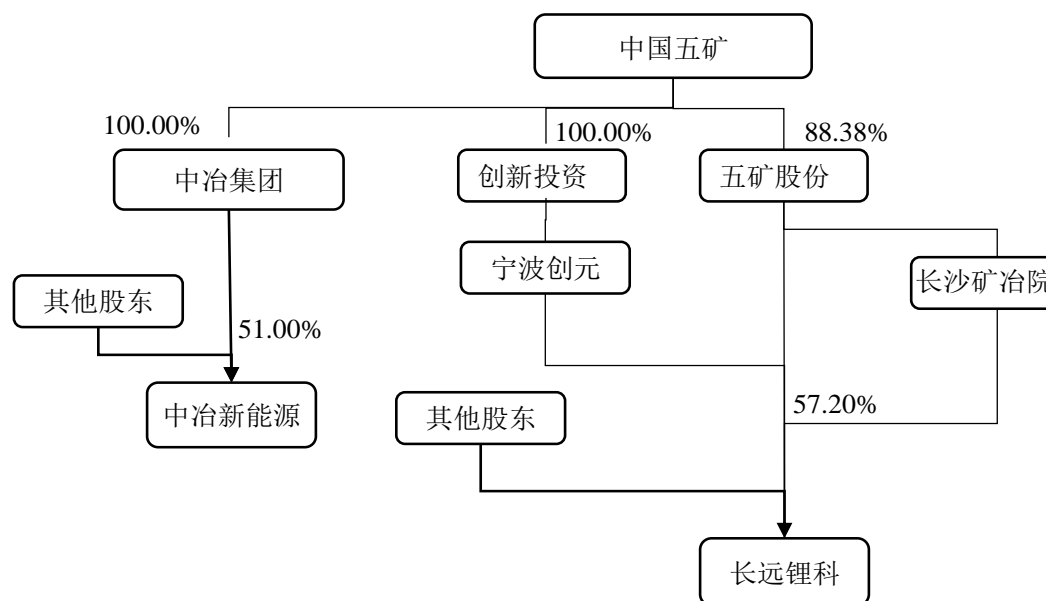 中国五矿
100.00%
100.00%
88.38%
中冶集团
创新投资
五矿股份
宁波创元
长沙矿冶院
其他股东
51.00%
中冶新能源
其他股东
57.20%
长远锂科